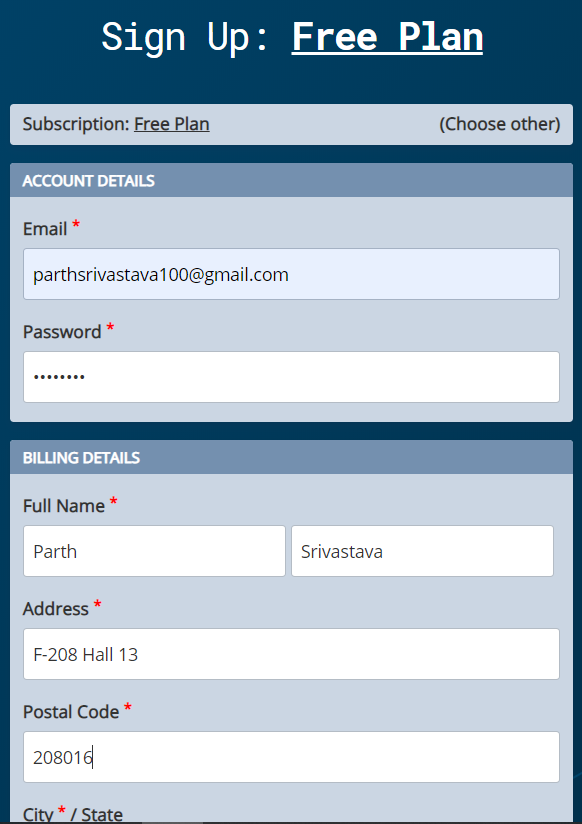 Sign Up: Free Plan
Subscription: Free Plan (Choose other)
ACCOUNT DETAILS
Email *
parthsrivastava100@gmail.com
Password *
••••••••
BILLING DETAILS
Full Name *
Parth Srivastava
Address *
F-208 Hall 13
Postal Code *
208016
City * / State